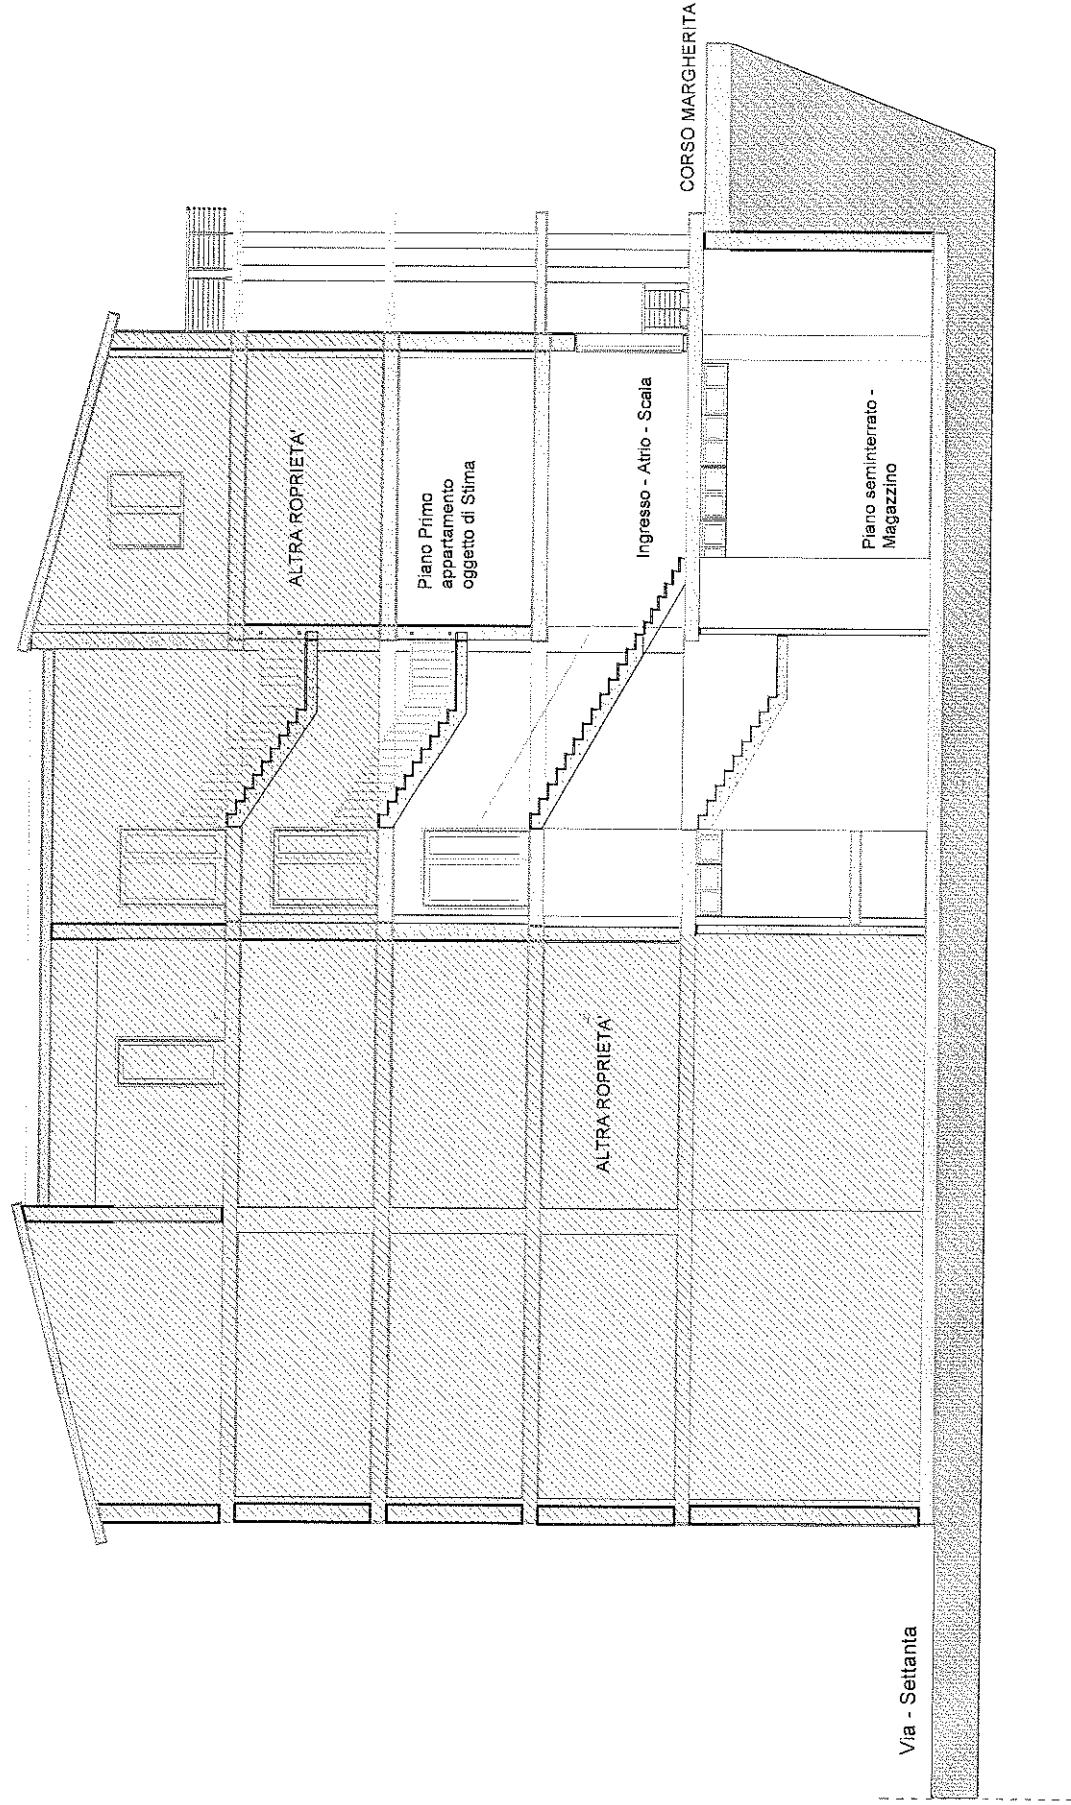 CORSO MARGHERITA
ALTRA ROPRIETA'
Piano Primo
appartamento
oggetto di Stima
Ingresso - Atrio - Scala
Piano seminterrato -
Magazzino
ALTRA ROPRIETA'
Via - Settanta